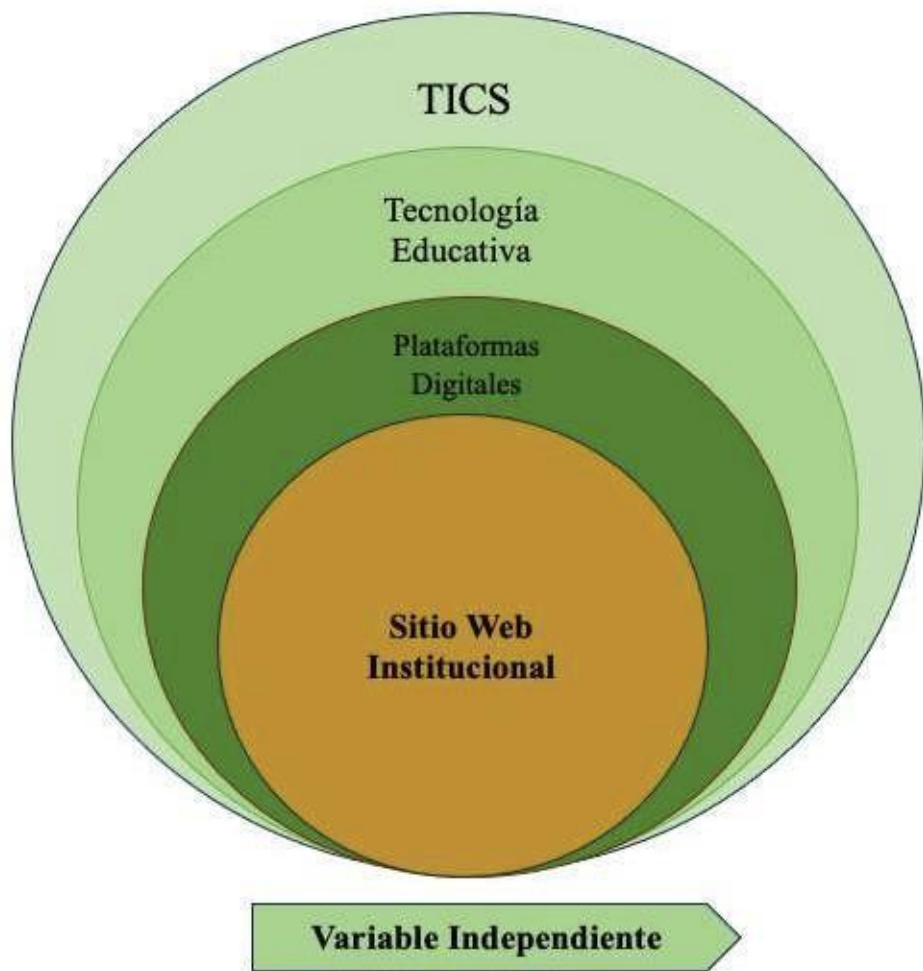 TICS
Tecnología
Educativa
Plataformas
Digitales
Sitio Web
Institucional
Variable Independiente